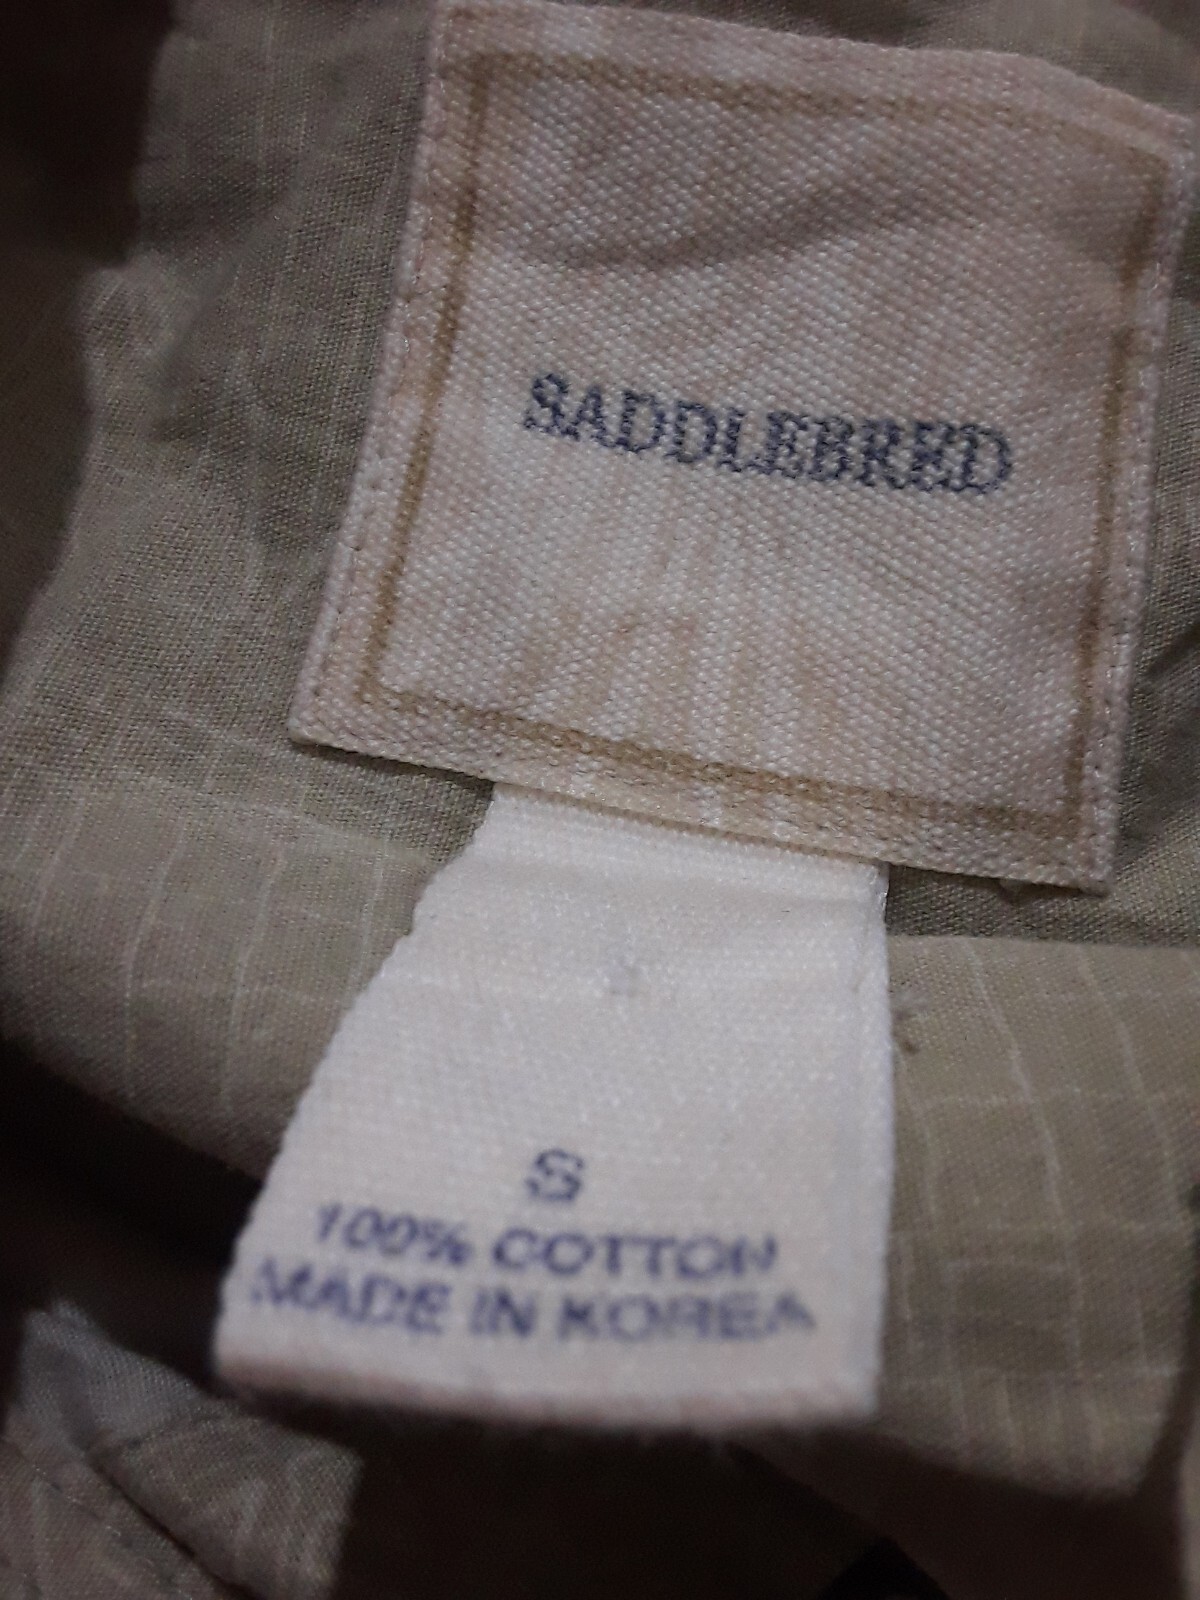 SADDLEBRED
S
100% COTTON
MADE IN KOREA